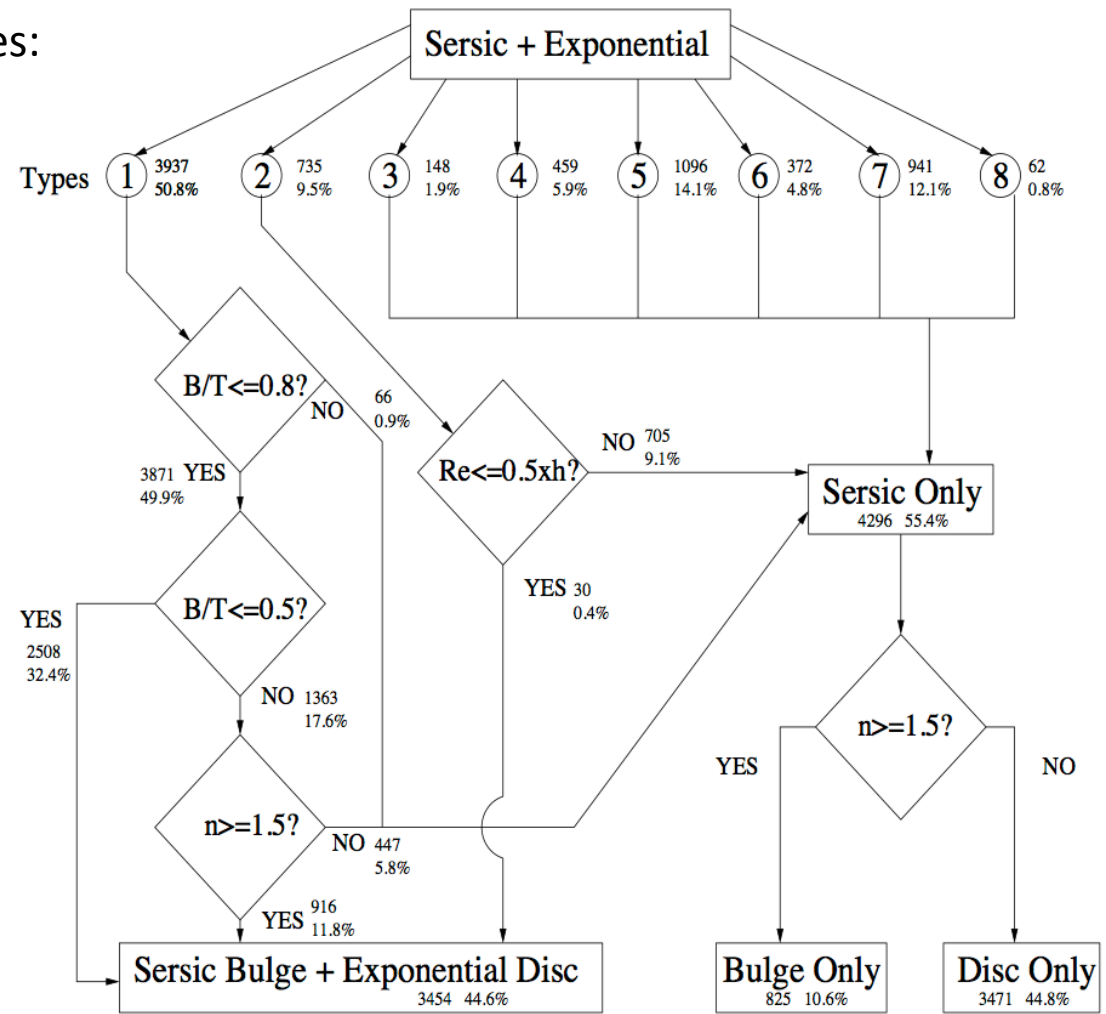 es:
Sersic + Exponential
Types
1
3937
50.8%
2
735
9.5%
3
148
1.9%
4
459
5.9%
5
1096
14.1%
6
372
4.8%
7
941
12.1%
8
62
0.8%
B/T<=0.8?
NO
66
0.9%
3871 YES
49.9%
Re<=0.5xh?
NO 705
9.1%
YES 30
0.4%
Sersic Only
4296 55.4%
B/T<=0.5?
YES
2508
32.4%
NO 1363
17.6%
n>=1.5?
NO 447
5.8%
YES 916
11.8%
n>=1.5?
YES
NO
Sersic Bulge + Exponential Disc
3454 44.6%
Bulge Only
825 10.6%
Disc Only
3471 44.8%